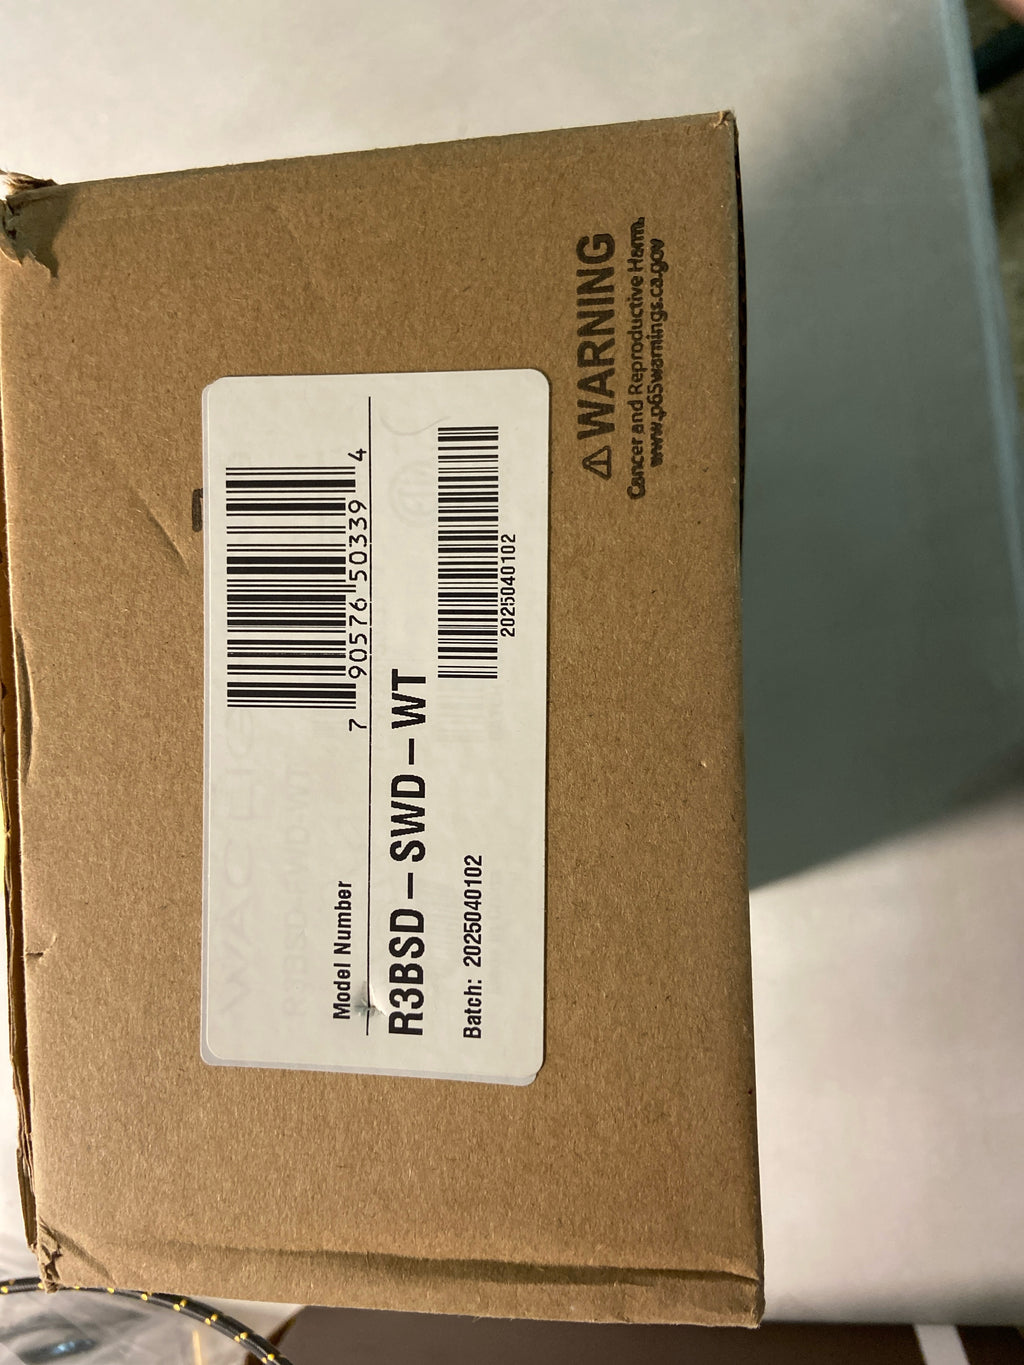 7 90576 50339 4
Model Number
R3BSD – SWD – WT
2025040102
Batch: 2025040102
⚠ WARNING
Cancer and Reproductive Harm.
www.p65warnings.ca.gov